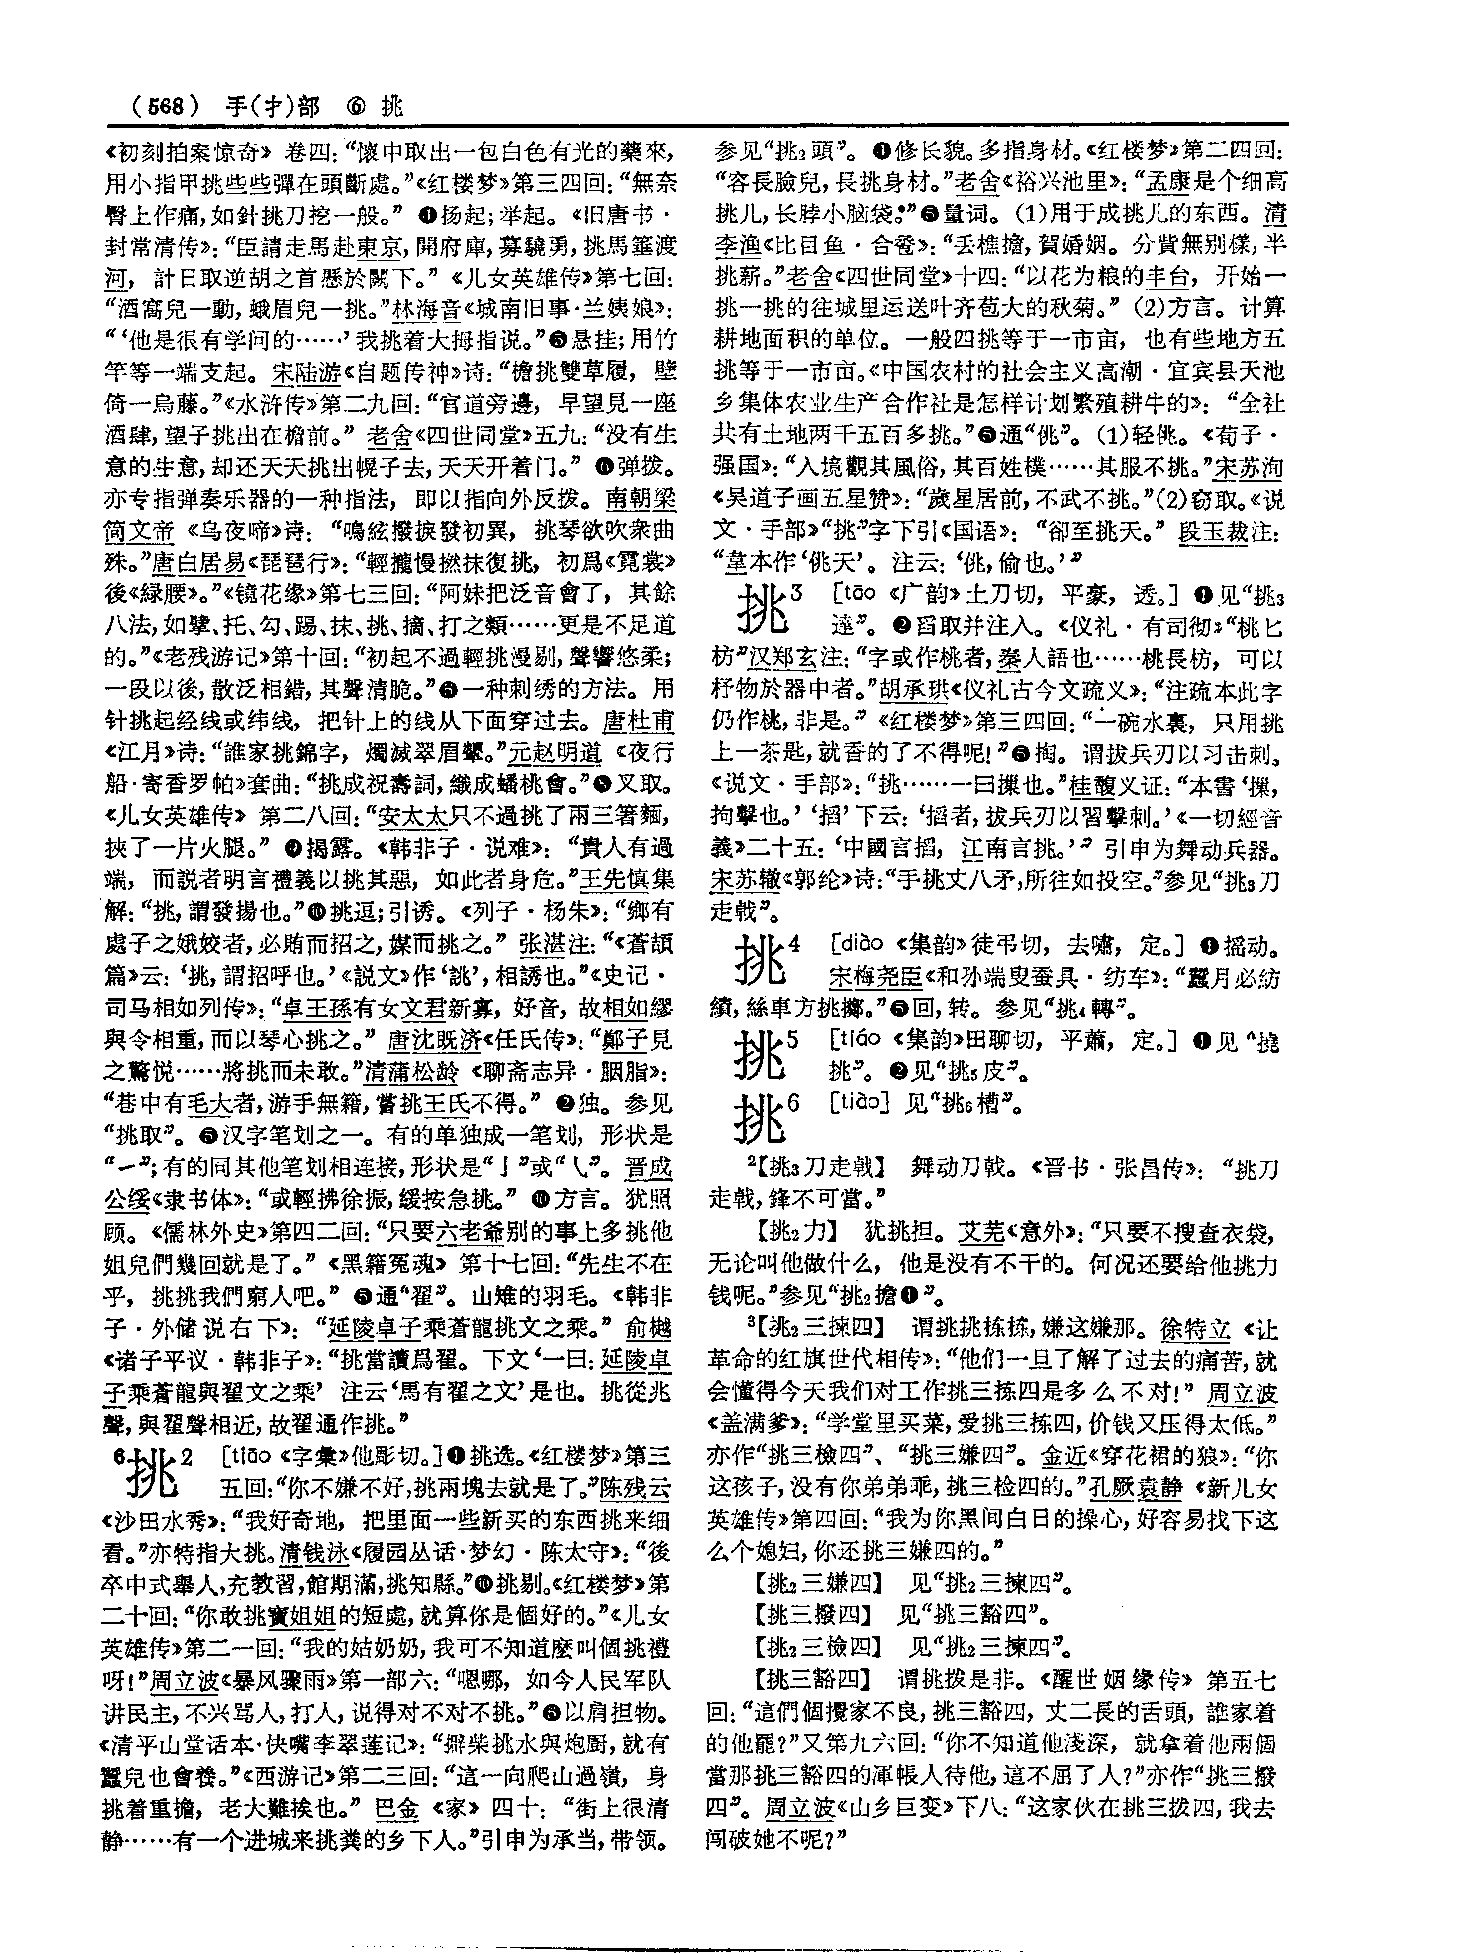 （568） 手(扌)部 ⑥ 挑
《初刻拍案惊奇》卷四：“懷中取出一包白色有光的藥來，
用小指甲挑些些彈在頭斷處。”《红楼梦》第三四回：“無奈
臀上作痛，如針挑刀挖一般。” ❹扬起；举起。《旧唐书·
封常清传》：“臣請走馬赴東京，開府庫，募驍勇，挑馬箠渡
河，計日取逆胡之首懸於闕下。”《儿女英雄传》第七回：
“酒窩兒一動，蛾眉兒一挑。”林海音《城南旧事·兰姨娘》：
“‘他是很有学问的……’我挑着大拇指说。”❺悬挂；用竹
竿等一端支起。宋陆游《自题传神》诗：“檐挑雙草履，壁
倚一烏藤。”《水浒传》第二九回：“官道旁邊，早望見一座
酒肆，望子挑出在檐前。” 老舍《四世同堂》五九：“没有生
意的生意，却还天天挑出幌子去，天天开着门。” ❻弹拨。
亦专指弹奏乐器的一种指法，即以指向外反拨。南朝梁
简文帝《乌夜啼》诗：“鳴絃撥捩發初異，挑琴欲吹衆曲
殊。”唐白居易《琵琶行》：“輕攏慢撚抹復挑，初爲《霓裳》
後《緑腰》。”《镜花缘》第七三回：“阿妹把泛音會了，其餘
八法，如擘、托、勾、踢、抹、挑、摘、打之類……更是不足道
的。”《老残游记》第十回：“初起不過輕挑漫剔，聲響悠柔；
一段以後，散泛相錯，其聲清脆。”❼一种刺绣的方法。用
针挑起经线或纬线，把针上的线从下面穿过去。唐杜甫
《江月》诗：“誰家挑錦字，燭滅翠眉顰。”元赵明道《夜行
船·寄香罗帕》套曲：“挑成祝壽詞，織成蟠桃會。”❽叉取。
《儿女英雄传》第二八回：“安太太只不過挑了兩三箸麵，
挾了一片火腿。” ❾揭露。《韩非子·说难》：“貴人有過
端，而説者明言禮義以挑其惡，如此者身危。”王先慎集
解：“挑，謂發揚也。”❿挑逗；引诱。《列子·杨朱》：“鄉有
處子之娥姣者，必賄而招之，媒而挑之。” 张湛注：“《蒼頡
篇》云：‘挑，謂招呼也。’《説文》作‘誂’，相誘也。”《史记·
司马相如列传》：“卓王孫有女文君新寡，好音，故相如繆
與令相重，而以琴心挑之。” 唐沈既济《任氏传》：“鄭子見
之驚悦……將挑而未敢。”清蒲松龄《聊斋志异·胭脂》：
“巷中有毛大者，游手無籍，嘗挑王氏不得。” ⓫独。参见
“挑取”。⓬汉字笔划之一。有的单独成一笔划，形状是
“㇀”；有的同其他笔划相连接，形状是“亅”或“乀”。晋成
公绥《隶书体》：“或輕拂徐振，緩按急挑。” ⓭方言。犹照
顾。《儒林外史》第四二回：“只要六老爺别的事上多挑他
姐兒們幾回就是了。”《黑籍冤魂》第十七回：“先生不在
乎，挑挑我們窮人吧。” ⓮通“翟”。山雉的羽毛。《韩非
子·外储说右下》：“延陵卓子乘蒼龍挑文之乘。” 俞樾
《诸子平议·韩非子》：“挑當讀爲翟。下文‘一曰：延陵卓
子乘蒼龍與翟文之乘’注云‘馬有翟之文’是也。挑從兆
聲，與翟聲相近，故翟通作挑。”
6挑2 ［tiāo《字彙》他彫切。］❶挑选。《红楼梦》第三
五回：“你不嫌不好，挑兩塊去就是了。”陈残云
《沙田水秀》：“我好奇地，把里面一些新买的东西挑来细
看。”亦特指大挑。清钱泳《履园丛话·梦幻·陈太守》：“後
卒中式舉人，充教習，館期滿，挑知縣。”❷挑剔。《红楼梦》第
二十回：“你敢挑寶姐姐的短處，就算你是個好的。”《儿女
英雄传》第二一回：“我的姑奶奶，我可不知道麽叫個挑禮
呀！”周立波《暴风骤雨》第一部六：“嗯哪，如今人民军队
讲民主，不兴骂人，打人，说得对不对不挑。”❸以肩担物。
《清平山堂话本·快嘴李翠莲记》：“擗柴挑水與炮厨，就有
蠶兒也會養。”《西游记》第二三回：“這一向爬山過嶺，身
挑着重擔，老大難挨也。” 巴金《家》四十：“街上很清
静……有一个进城来挑粪的乡下人。”引申为承当，带领。
参见“挑2頭”。❹修长貌。多指身材。《红楼梦》第二四回：
“容長臉兒，長挑身材。”老舍《裕兴池里》：“孟康是个细高
挑儿，长脖小脑袋；”❺量词。（1）用于成挑儿的东西。清
李渔《比目鱼·合卺》：“丢樵擔，賀婚姻。分貲無别樣，半
挑薪。”老舍《四世同堂》十四：“以花为粮的丰台，开始一
挑一挑的往城里运送叶齐苞大的秋菊。”（2）方言。计算
耕地面积的单位。一般四挑等于一市亩，也有些地方五
挑等于一市亩。《中国农村的社会主义高潮·宜宾县天池
乡集体农业生产合作社是怎样计划繁殖耕牛的》：“全社
共有土地两千五百多挑。”❻通“佻”。（1）轻佻。《荀子·
强国》：“入境觀其風俗，其百姓樸……其服不挑。”宋苏洵
《吴道子画五星赞》：“歲星居前，不武不挑。”（2）窃取。《说
文·手部》“挑”字下引《国语》：“卻至挑天。” 段玉裁注：
“韋本作‘佻天’。注云：‘佻，偷也。’”
挑3 ［tāo《广韵》土刀切，平豪，透。］❶见“挑3
達”。❷舀取并注入。《仪礼·有司彻》“桃匕
枋”汉郑玄注：“字或作桃者，秦人語也……桃長枋，可以
抒物於器中者。”胡承珙《仪礼古今文疏义》：“注疏本此字
仍作桃，非是。”《红楼梦》第三四回：“一碗水裏，只用挑
上一茶匙，就香的了不得呢！”❸掏。谓拔兵刃以习击刺。
《说文·手部》：“挑……一曰摷也。”桂馥义证：“本書‘摷，
拘擊也。’‘搯’下云：‘搯者，拔兵刃以習擊刺。’《一切經音
義》二十五：‘中國言搯，江南言挑。’”引申为舞动兵器。
宋苏辙《郭纶》诗：“手挑丈八矛，所往如投空。”参见“挑3刀
走戟”。
挑4 ［diào《集韵》徒弔切，去嘯，定。］❶摇动。
宋梅尧臣《和孙端叟蚕具·纺车》：“蠶月必紡
績，絲車方挑擲。”❷回，转。参见“挑4轉”。
挑5 ［tiáo《集韵》田聊切，平蕭，定。］❶见“撓
挑”。❷见“挑5皮”。
挑6 ［tiào］见“挑6槽”。
2【挑3刀走戟】 舞动刀戟。《晋书·张昌传》：“挑刀
走戟，鋒不可當。”
【挑2力】 犹挑担。艾芜《意外》：“只要不搜查衣袋，
无论叫他做什么，他是没有不干的。何况还要给他挑力
钱呢。”参见“挑2擔❶”。
3【挑2三揀四】 谓挑挑拣拣，嫌这嫌那。徐特立《让
革命的红旗世代相传》：“他们一旦了解了过去的痛苦，就
会懂得今天我们对工作挑三拣四是多么不对！” 周立波
《盖满爹》：“学堂里买菜，爱挑三拣四，价钱又压得太低。”
亦作“挑三檢四”、“挑三嫌四”。金近《穿花裙的狼》：“你
这孩子，没有你弟弟乖，挑三检四的。”孔厥袁静《新儿女
英雄传》第四回：“我为你黑间白日的操心，好容易找下这
么个媳妇，你还挑三嫌四的。”
【挑2三嫌四】 见“挑2三揀四”。
【挑三撥四】 见“挑三豁四”。
【挑2三檢四】 见“挑2三揀四”。
【挑三豁四】 谓挑拨是非。《醒世姻缘传》第五七
回：“這們個攪家不良，挑三豁四，丈二長的舌頭，誰家着
的他罷？”又第九六回：“你不知道他淺深，就拿着他兩個
當那挑三豁四的渾帳人待他，這不屈了人？”亦作“挑三撥
四”。周立波《山乡巨变》下八：“这家伙在挑三拨四，我去
闯破她不呢？”